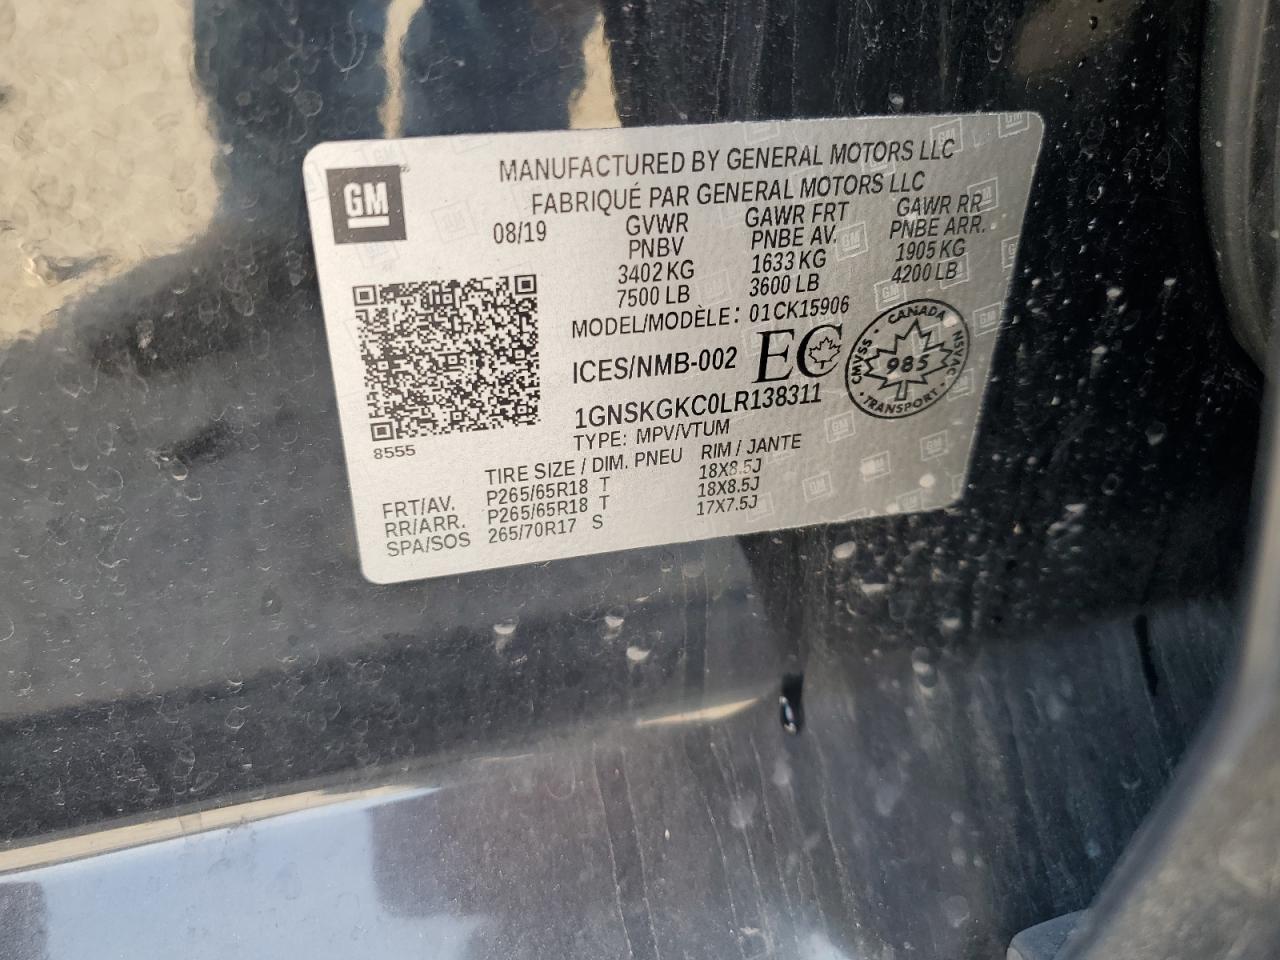 GM
MANUFACTURED BY GENERAL MOTORS LLC
FABRIQUÉ PAR GENERAL MOTORS LLC
08/19
GVWR GAWR FRT GAWR RR
PNBV PNBE AV. PNBE ARR.
3402 KG 1633 KG 1905 KG
7500 LB 3600 LB 4200 LB
MODEL/MODÈLE: 01CK15906
ICES/NMB-002 EC
CANADA
CMVSS 985 NSVAC
TRANSPORT
1GNSKGKC0LR138311
TYPE: MPV/VTUM
8555
TIRE SIZE / DIM. PNEU RIM / JANTE
FRT/AV. P265/65R18 T 18X8.5J
RR/ARR. P265/65R18 T 18X8.5J
SPA/SOS 265/70R17 S 17X7.5J